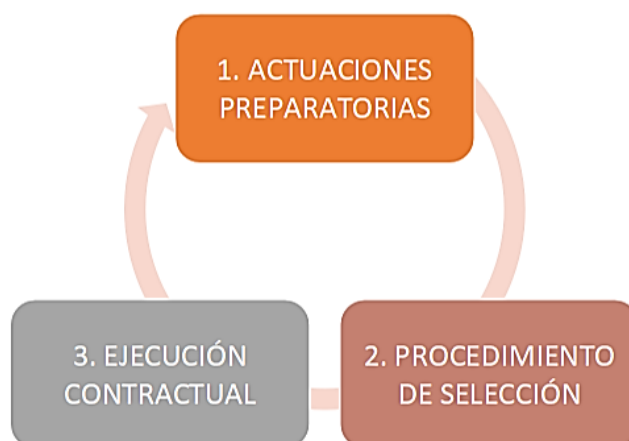 1. ACTUACIONES
PREPARATORIAS
2. PROCEDIMIENTO
DE SELECCIÓN
3. EJECUCIÓN
CONTRACTUAL